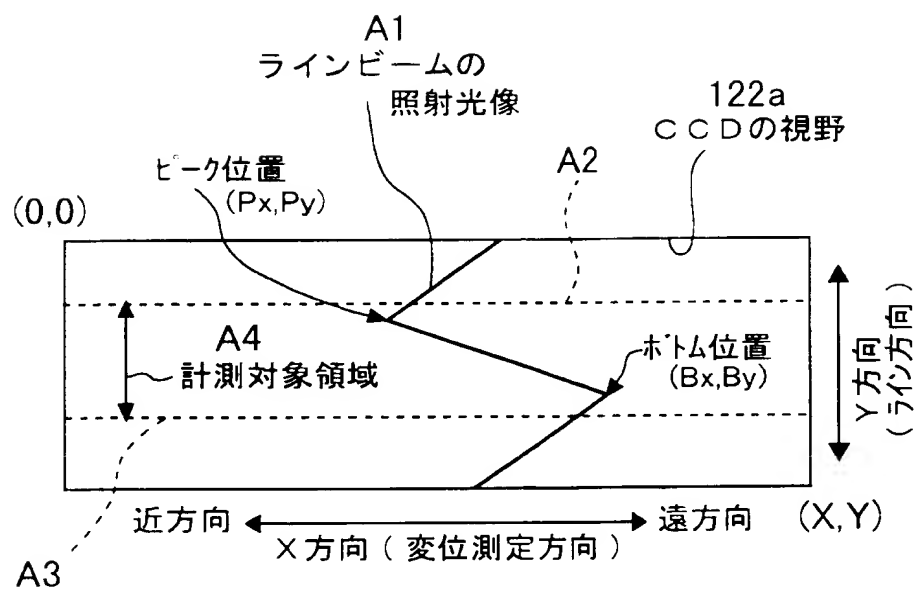 A1
ラインビームの
照射光像
122a
CCDの視野
ピーク位置
(Px,Py)
A2
(0,0)
A4
計測対象領域
ボトム位置
(Bx,By)
Y方向
(ライン方向)
近方向
遠方向
(X,Y)
X方向(変位測定方向)
A3